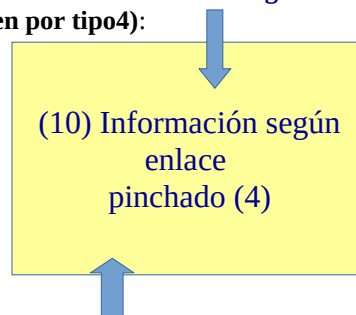 en por tipo4):
(10) Información según
enlace
pinchado (4)